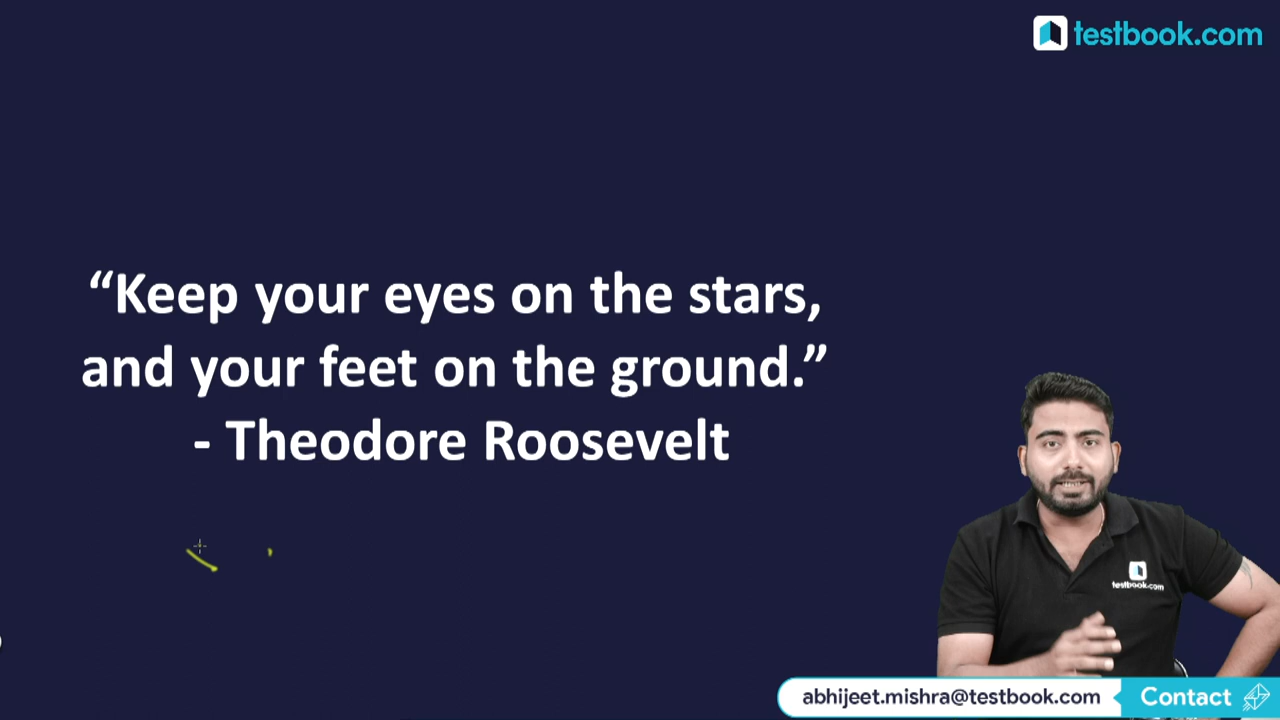 testbook.com
“Keep your eyes on the stars,
and your feet on the ground.”
- Theodore Roosevelt
testbook.com
abhijeet.mishra@testbook.com
Contact